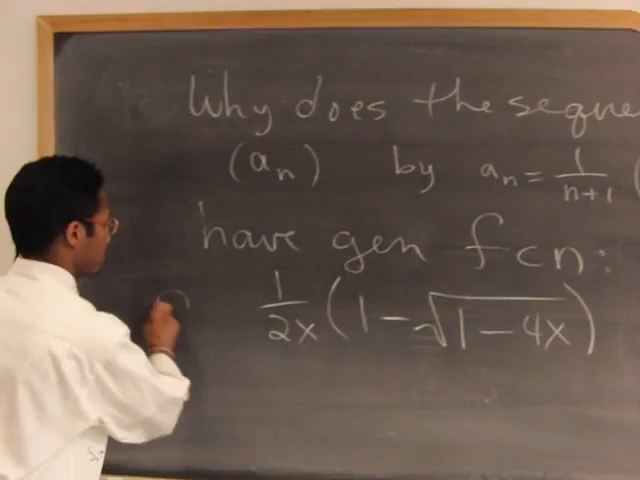 Why does the seque
(aₙ) by aₙ = 1/(n+1) (
have gen fcn:
1/(2x) (1 - √(1 - 4x))